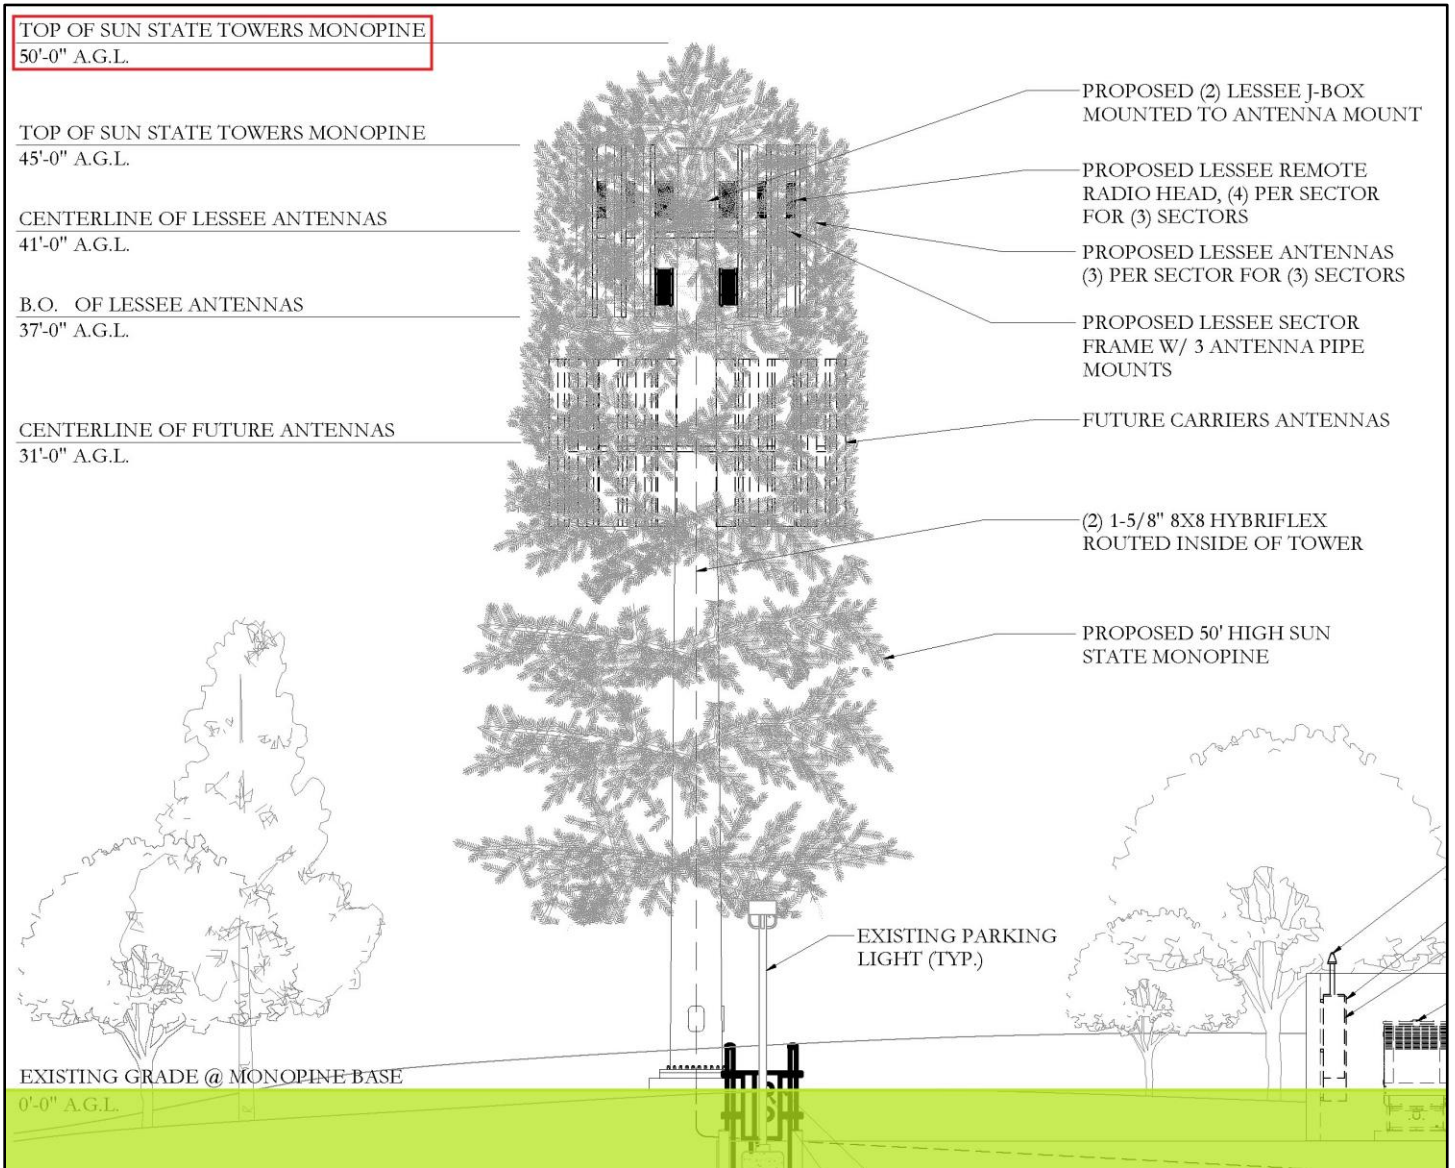 TOP OF SUN STATE TOWERS MONOPINE
50'-0" A.G.L.
TOP OF SUN STATE TOWERS MONOPINE
45'-0" A.G.L.
CENTERLINE OF LESSEE ANTENNAS
41'-0" A.G.L.
B.O. OF LESSEE ANTENNAS
37'-0" A.G.L.
CENTERLINE OF FUTURE ANTENNAS
31'-0" A.G.L.
EXISTING GRADE @ MONOPINE BASE
0'-0" A.G.L.
PROPOSED (2) LESSEE J-BOX
MOUNTED TO ANTENNA MOUNT
PROPOSED LESSEE REMOTE
RADIO HEAD, (4) PER SECTOR
FOR (3) SECTORS
PROPOSED LESSEE ANTENNAS
(3) PER SECTOR FOR (3) SECTORS
PROPOSED LESSEE SECTOR
FRAME W/ 3 ANTENNA PIPE
MOUNTS
FUTURE CARRIERS ANTENNAS
(2) 1-5/8" 8X8 HYBRIFLEX
ROUTED INSIDE OF TOWER
PROPOSED 50' HIGH SUN
STATE MONOPINE
EXISTING PARKING
LIGHT (TYP.)